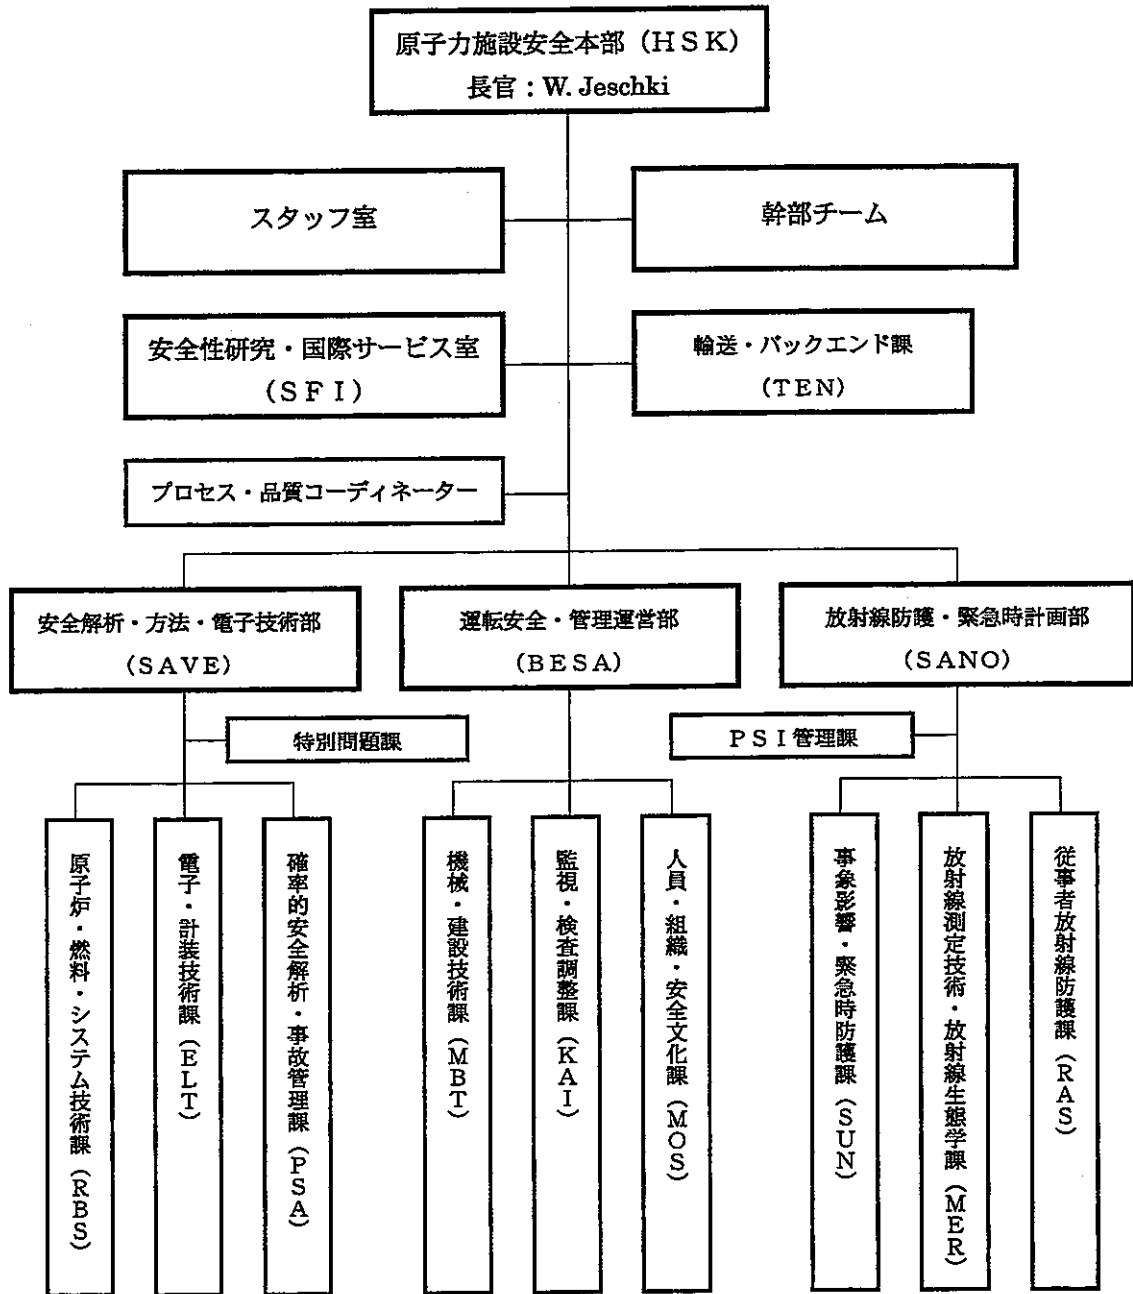 原子力施設安全本部（ＨＳＫ）
長官：W. Jeschki
スタッフ室
幹部チーム
安全性研究・国際サービス室
（ＳＦＩ）
輸送・バックエンド課
（ＴＥＮ）
プロセス・品質コーディネーター
安全解析・方法・電子技術部
（SAVE）
運転安全・管理運営部
（ＢＥＳＡ）
放射線防護・緊急時計画部
（SANO）
特別問題課
ＰＳＩ管理課
原子炉・燃料・システム技術課（ＲＢＳ）
電子・計装技術課（ＥＬＴ）
確率的安全解析・事故管理課（ＰＳＡ）
機械・建設技術課（ＭＢＴ）
監視・検査調整課（ＫＡＩ）
人員・組織・安全文化課（ＭＯＳ）
事象影響・緊急時防護課（ＳＵＮ）
放射線測定技術・放射線生態学課（ＭＥＲ）
従事者放射線防護課（ＲＡＳ）